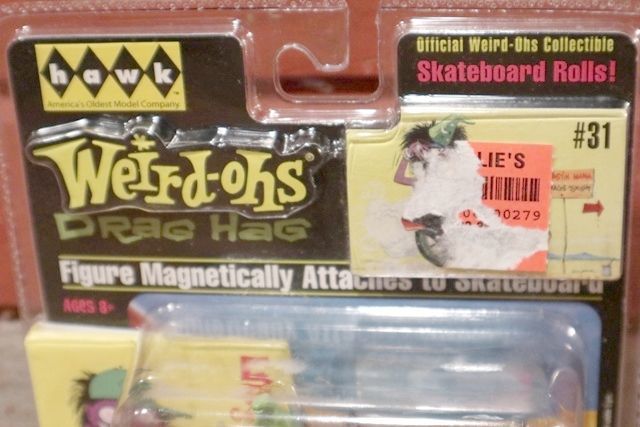 hawk
America's Oldest Model Company
Official Weird-Ohs Collectible
Skateboard Rolls!
#31
LIE'S
00279
Weird-ohs
Drag Hag
Figure Magnetically Attaches to Skateboard
AGES 8+